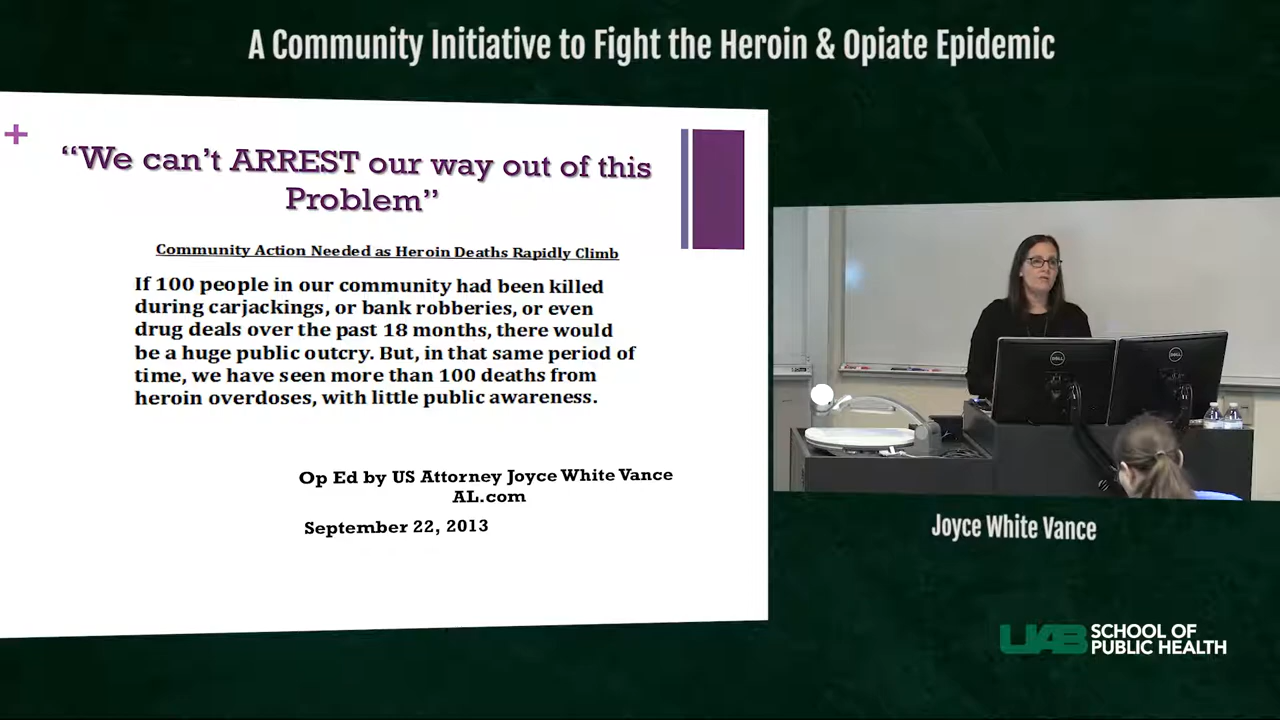 A Community Initiative to Fight the Heroin & Opiate Epidemic
+
“We can’t ARREST our way out of this
Problem”
Community Action Needed as Heroin Deaths Rapidly Climb
If 100 people in our community had been killed
during carjackings, or bank robberies, or even
drug deals over the past 18 months, there would
be a huge public outcry. But, in that same period of
time, we have seen more than 100 deaths from
heroin overdoses, with little public awareness.
Op Ed by US Attorney Joyce White Vance
AL.com
September 22, 2013
DELL
DELL
Joyce White Vance
UAB SCHOOL OF
PUBLIC HEALTH